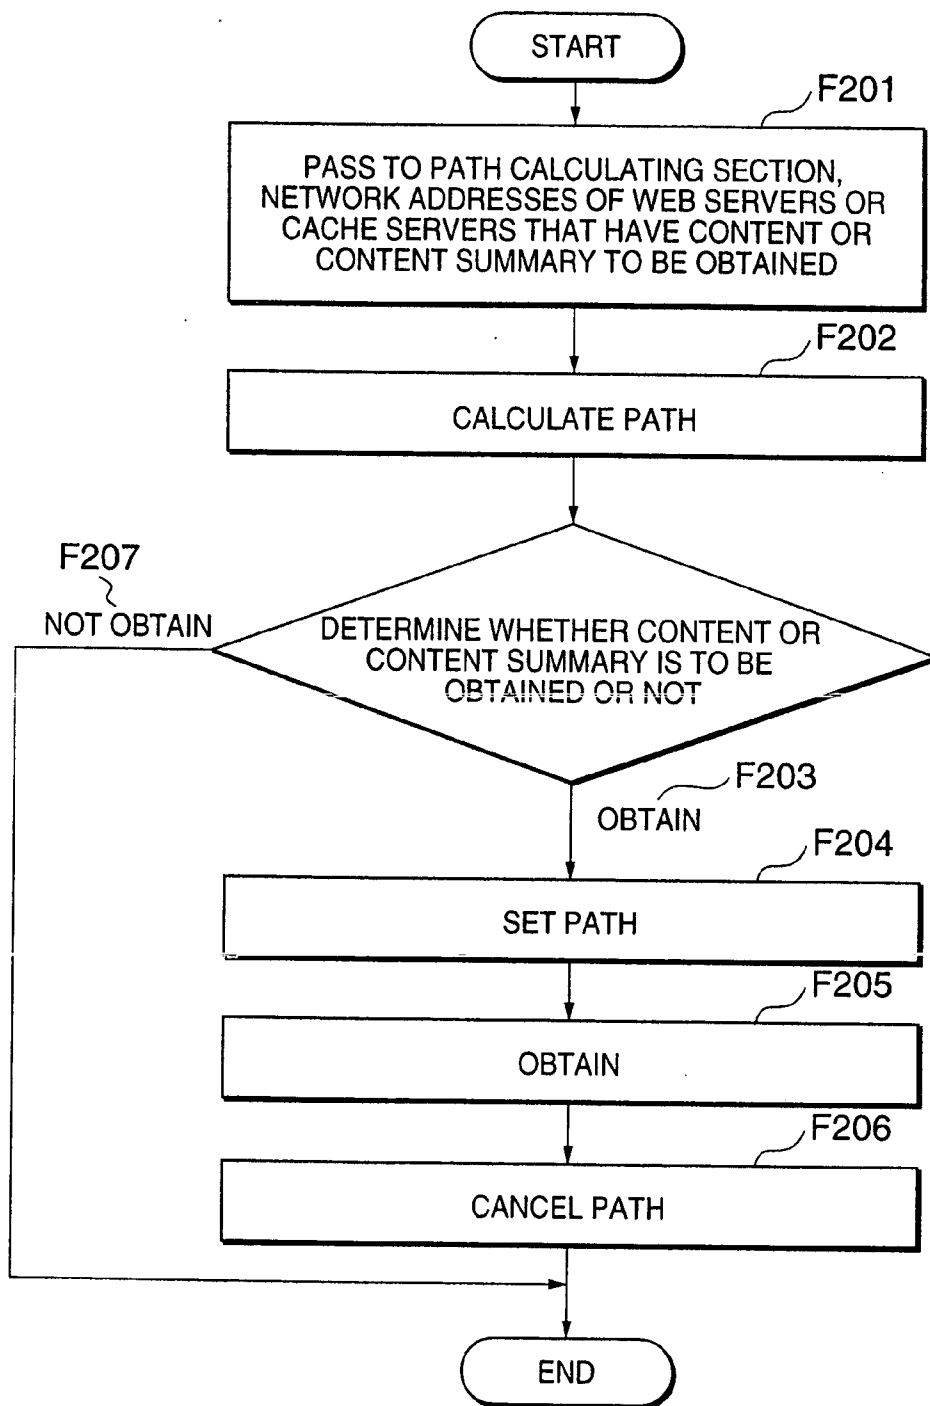 START
F201
PASS TO PATH CALCULATING SECTION,
NETWORK ADDRESSES OF WEB SERVERS OR
CACHE SERVERS THAT HAVE CONTENT OR
CONTENT SUMMARY TO BE OBTAINED
F202
CALCULATE PATH
F207
NOT OBTAIN
DETERMINE WHETHER CONTENT OR
CONTENT SUMMARY IS TO BE
OBTAINED OR NOT
F203
OBTAIN
F204
SET PATH
F205
OBTAIN
F206
CANCEL PATH
END